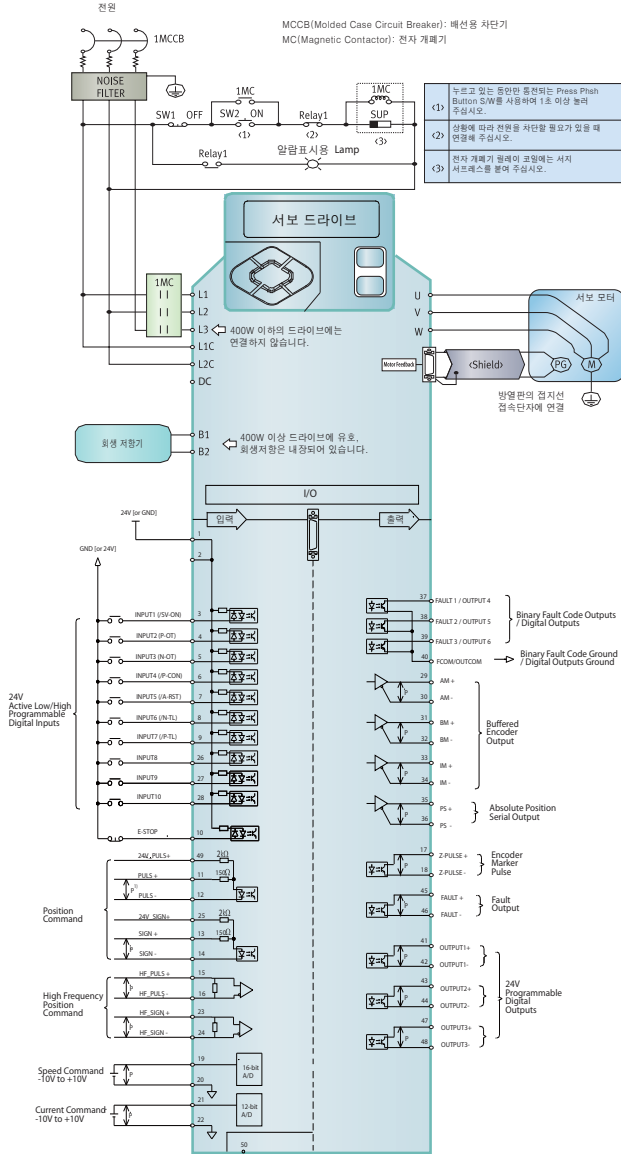 전원
1MCCB
MCCB(Molded Case Circuit Breaker): 배선용 차단기
MC(Magnetic Contactor): 전자 개폐기
NOISE
FILTER
1MC
SW1 OFF
SW2 ON
<1>
Relay1
<2>
1MC
SUP
<3>
Relay1
알람표시용 Lamp
<1> 누르고 있는 동안만 통전되는 Press Phsh
Button S/W를 사용하여 1초 이상 눌러
주십시오.
<2> 상황에 따라 전원을 차단할 필요가 있을 때
연결해 주십시오.
<3> 전자 개폐기 릴레이 코일에는 서지
서프레스를 붙여 주십시오.
서보 드라이브
1MC
L1
L2
L3
400W 이하의 드라이브에는
연결하지 않습니다.
L1C
L2C
DC
U
V
W
서보 모터
Motor Feedback
<Shield>
PG
M
방열판의 접지선
접속단자에 연결
회생 저항기
B1
B2
400W 이상 드라이브에 유호,
회생저항은 내장되어 있습니다.
I/O
입력
출력
24V [or GND]
1
2
GND [or 24V]
24V
Active Low/High
Programmable
Digital Inputs
INPUT1 (/SV-ON) 3
INPUT2 (P-OT) 4
INPUT3 (N-OT) 5
INPUT4 (/P-CON) 6
INPUT5 (/A-RST) 7
INPUT6 (/N-TL) 8
INPUT7 (/P-TL) 9
INPUT8 26
INPUT9 27
INPUT10 28
E-STOP 10
Position
Command
24V_PULS+ 49 2kΩ
PULS + 11 150Ω
P 1)
PULS - 12
24V_SIGN+ 25 2kΩ
SIGN + 13 150Ω
P
SIGN - 14
High Frequency
Position
Command
HF_PULS + 15
P
HF_PULS - 16
HF_SIGN + 23
P
HF_SIGN - 24
Speed Command
-10V to +10V
P
19
20
16-bit
A/D
Current Command
-10V to +10V
P
21
22
12-bit
A/D
50
37 FAULT 1 / OUTPUT 4
38 FAULT 2 / OUTPUT 5
39 FAULT 3 / OUTPUT 6
Binary Fault Code Outputs
/ Digital Outputs
40 FCOM/OUTCOM
Binary Fault Code Ground
/ Digital Outputs Ground
29 AM +
P
30 AM -
31 BM +
P
32 BM -
33 IM +
P
34 IM -
Buffered
Encoder
Output
35 PS +
P
36 PS -
Absolute Position
Serial Output
17 Z-PULSE +
P
18 Z-PULSE -
Encoder
Marker
Pulse
45 FAULT +
P
46 FAULT -
Fault
Output
41 OUTPUT1+
P
42 OUTPUT1-
43 OUTPUT2+
P
44 OUTPUT2-
47 OUTPUT3+
P
48 OUTPUT3-
24V
Programmable
Digital
Outputs